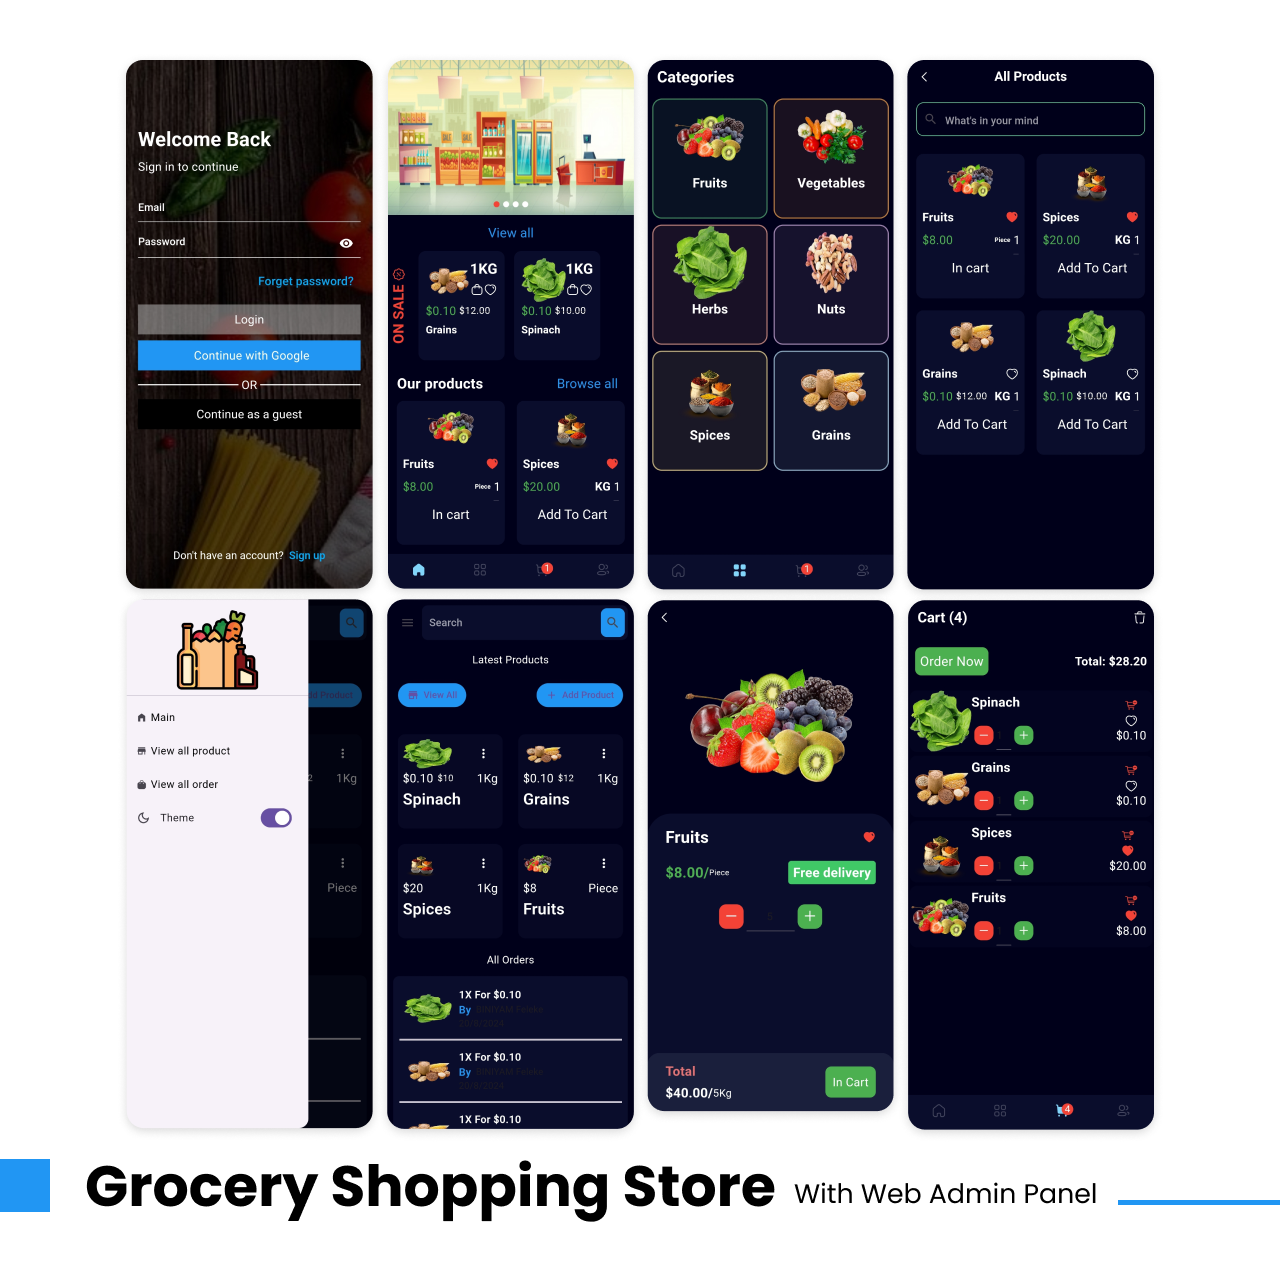 Welcome Back
Sign in to continue
Email
Password
Forget password?
Login
Continue with Google
OR
Continue as a guest
Don't have an account? Sign up
View all
ON SALE
1KG
$0.10 $12.00
Grains
1KG
$0.10 $10.00
Spinach
Our products Browse all
Fruits
$8.00 Piece 1
In cart
Spices
$20.00 KG 1
Add To Cart
1
Categories
Fruits
Vegetables
Herbs
Nuts
Spices
Grains
1
All Products
What's in your mind
Fruits
$8.00 Piece 1
In cart
Spices
$20.00 KG 1
Add To Cart
Grains
$0.10 $12.00 KG 1
Add To Cart
Spinach
$0.10 $10.00 KG 1
Add To Cart
Main
View all product
View all order
Theme
Product
2 1Kg
Piece
Search
Latest Products
View All
Add Product
$0.10 $10 1Kg
Spinach
$0.10 $12 1Kg
Grains
$20 1Kg
Spices
$8 Piece
Fruits
All Orders
1X For $0.10
By
1X For $0.10
By
1X For $0.10
Fruits
$8.00/Piece
Free delivery
5
Total
$40.00/5Kg
In Cart
Cart (4)
Order Now
Total: $28.20
Spinach
$0.10
Grains
$0.10
Spices
$20.00
Fruits
$8.00
4
Grocery Shopping Store With Web Admin Panel